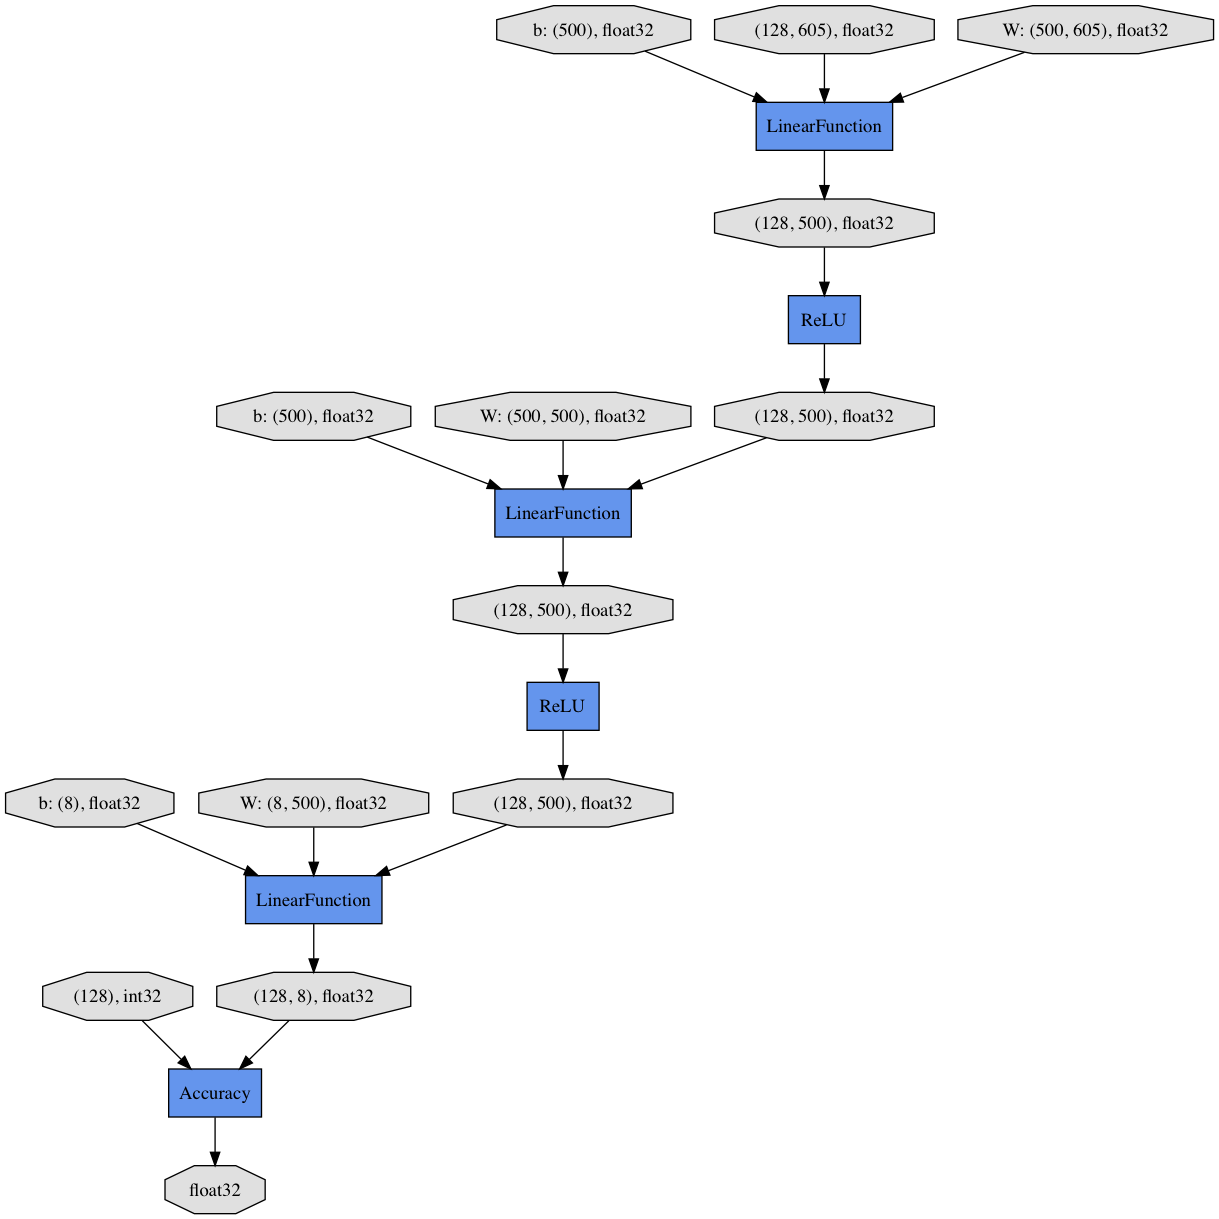 b: (500), float32
(128, 605), float32
W: (500, 605), float32
LinearFunction
(128, 500), float32
ReLU
b: (500), float32
W: (500, 500), float32
(128, 500), float32
LinearFunction
(128, 500), float32
ReLU
b: (8), float32
W: (8, 500), float32
(128, 500), float32
LinearFunction
(128), int32
(128, 8), float32
Accuracy
float32